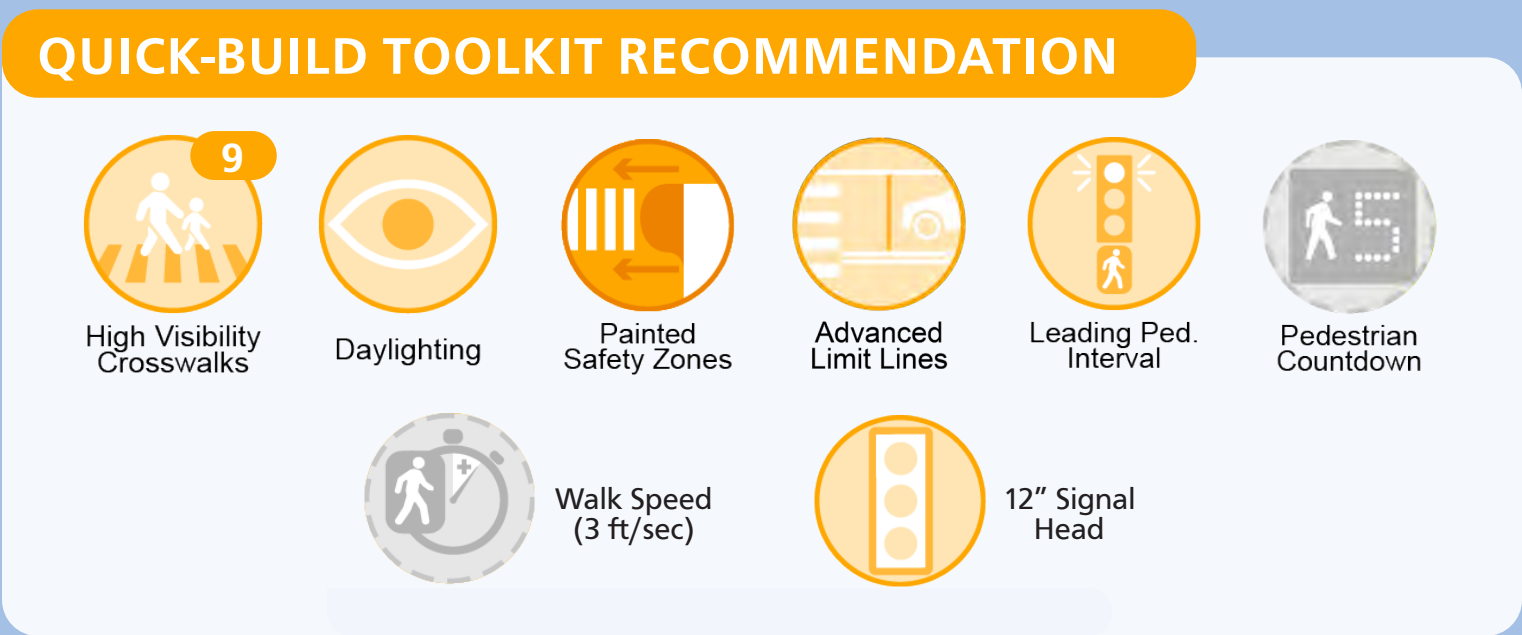 QUICK-BUILD TOOLKIT RECOMMENDATION
9
High Visibility
Crosswalks
Daylighting
Painted
Safety Zones
Advanced
Limit Lines
Leading Ped.
Interval
5
Pedestrian
Countdown
Walk Speed
(3 ft/sec)
12” Signal
Head